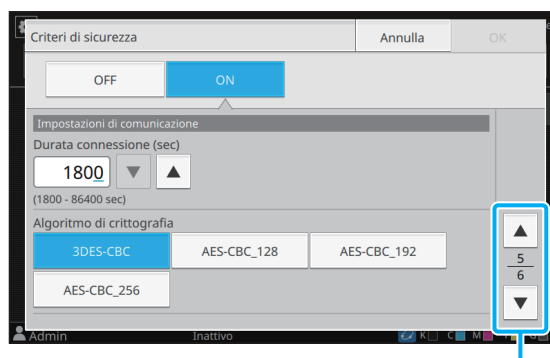 Criteri di sicurezza
Annulla
OK
OFF
ON
Impostazioni di comunicazione
Durata connessione (sec)
1800
(1800 - 86400 sec)
Algoritmo di crittografia
3DES-CBC
AES-CBC_128
AES-CBC_192
AES-CBC_256
5
6
Admin
Inattivo
K
C
M